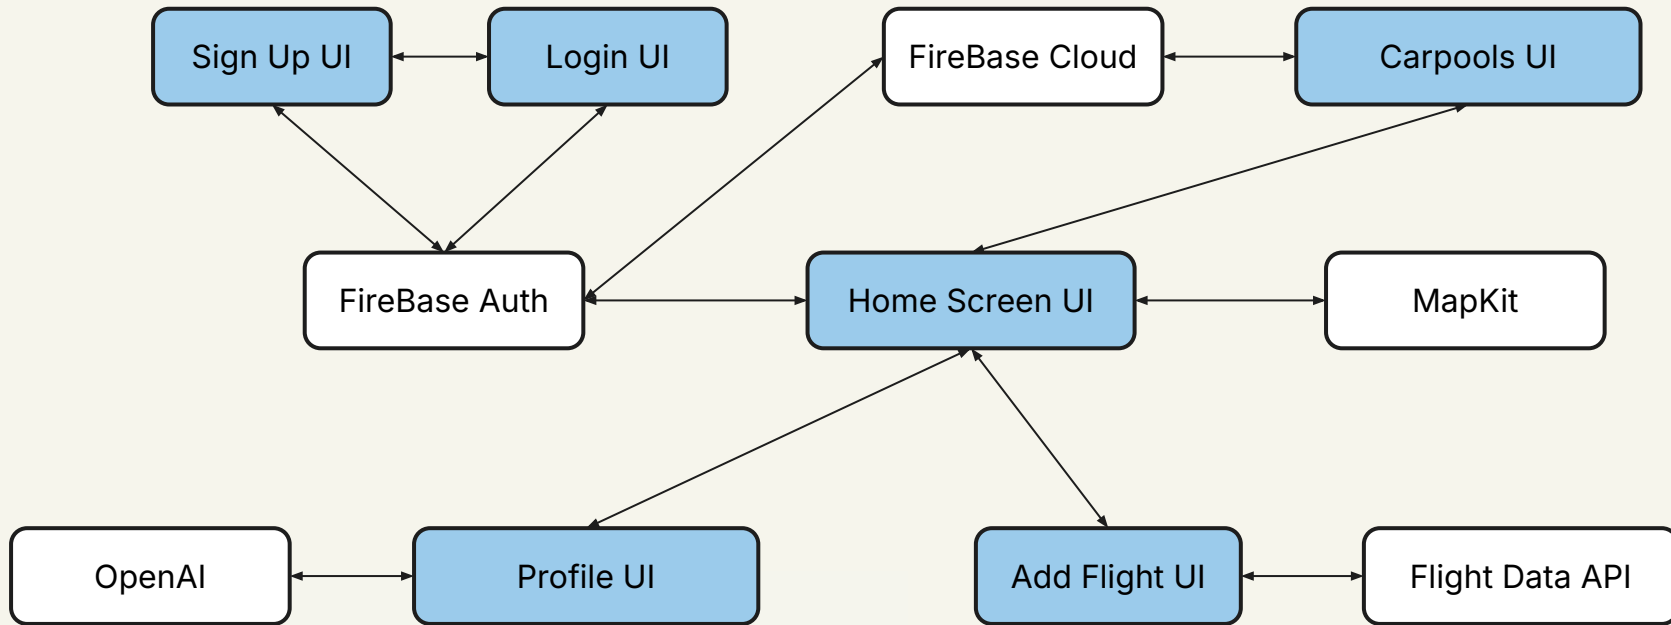 Sign Up UI
Login UI
FireBase Cloud
Carpools UI
FireBase Auth
Home Screen UI
MapKit
OpenAI
Profile UI
Add Flight UI
Flight Data API